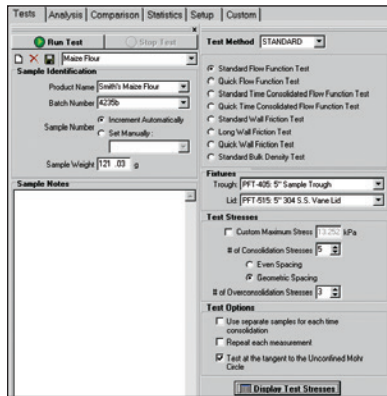 Tests Analysis Comparison Statistics Setup Custom
Run Test Stop Test
Maize Flour
Sample Identification
Product Name Smith's Maize Flour
Batch Number 4235b
Sample Number Increment Automatically
Set Manually:
Sample Weight 121 .03 g
Sample Notes
Test Method STANDARD
Standard Flow Function Test
Quick Flow Function Test
Standard Time Consolidated Flow Function Test
Quick Time Consolidated Flow Function Test
Standard Wall Friction Test
Long Wall Friction Test
Quick Wall Friction Test
Standard Bulk Density Test
Fixtures
Trough: PFT-405: 5" Sample Trough
Lid: PFT-515: 5" 304 S.S. Vane Lid
Test Stresses
Custom Maximum Stress 13.252 kPa
# of Consolidation Stresses 5
Even Spacing
Geometric Spacing
# of Overconsolidation Stresses 3
Test Options
Use separate samples for each time
consolidation
Repeat each measurement
Test at the tangent to the Unconfined Mohr
Circle
Display Test Stresses